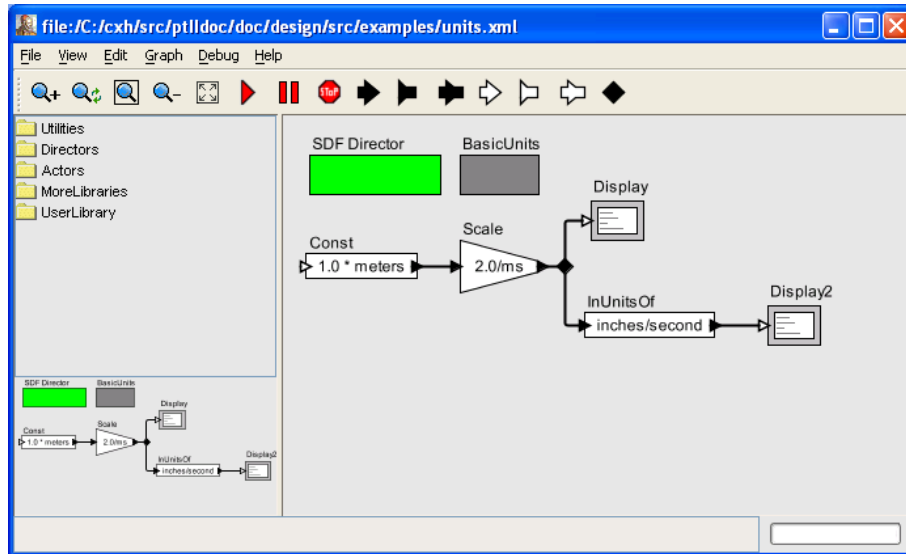 file:/C:/cxh/src/ptIIdoc/doc/design/src/examples/units.xml
File View Edit Graph Debug Help
STOP
Utilities
Directors
Actors
MoreLibraries
UserLibrary
SDF Director BasicUnits
Display
Scale
Const
1.0 * meters 2.0/ms
Display2
InUnitsOf
inches/second
SDF Director BasicUnits
Display
Scale
Const
1.0 * meters 2.0/ms
Display2
InUnitsOf
inches/second